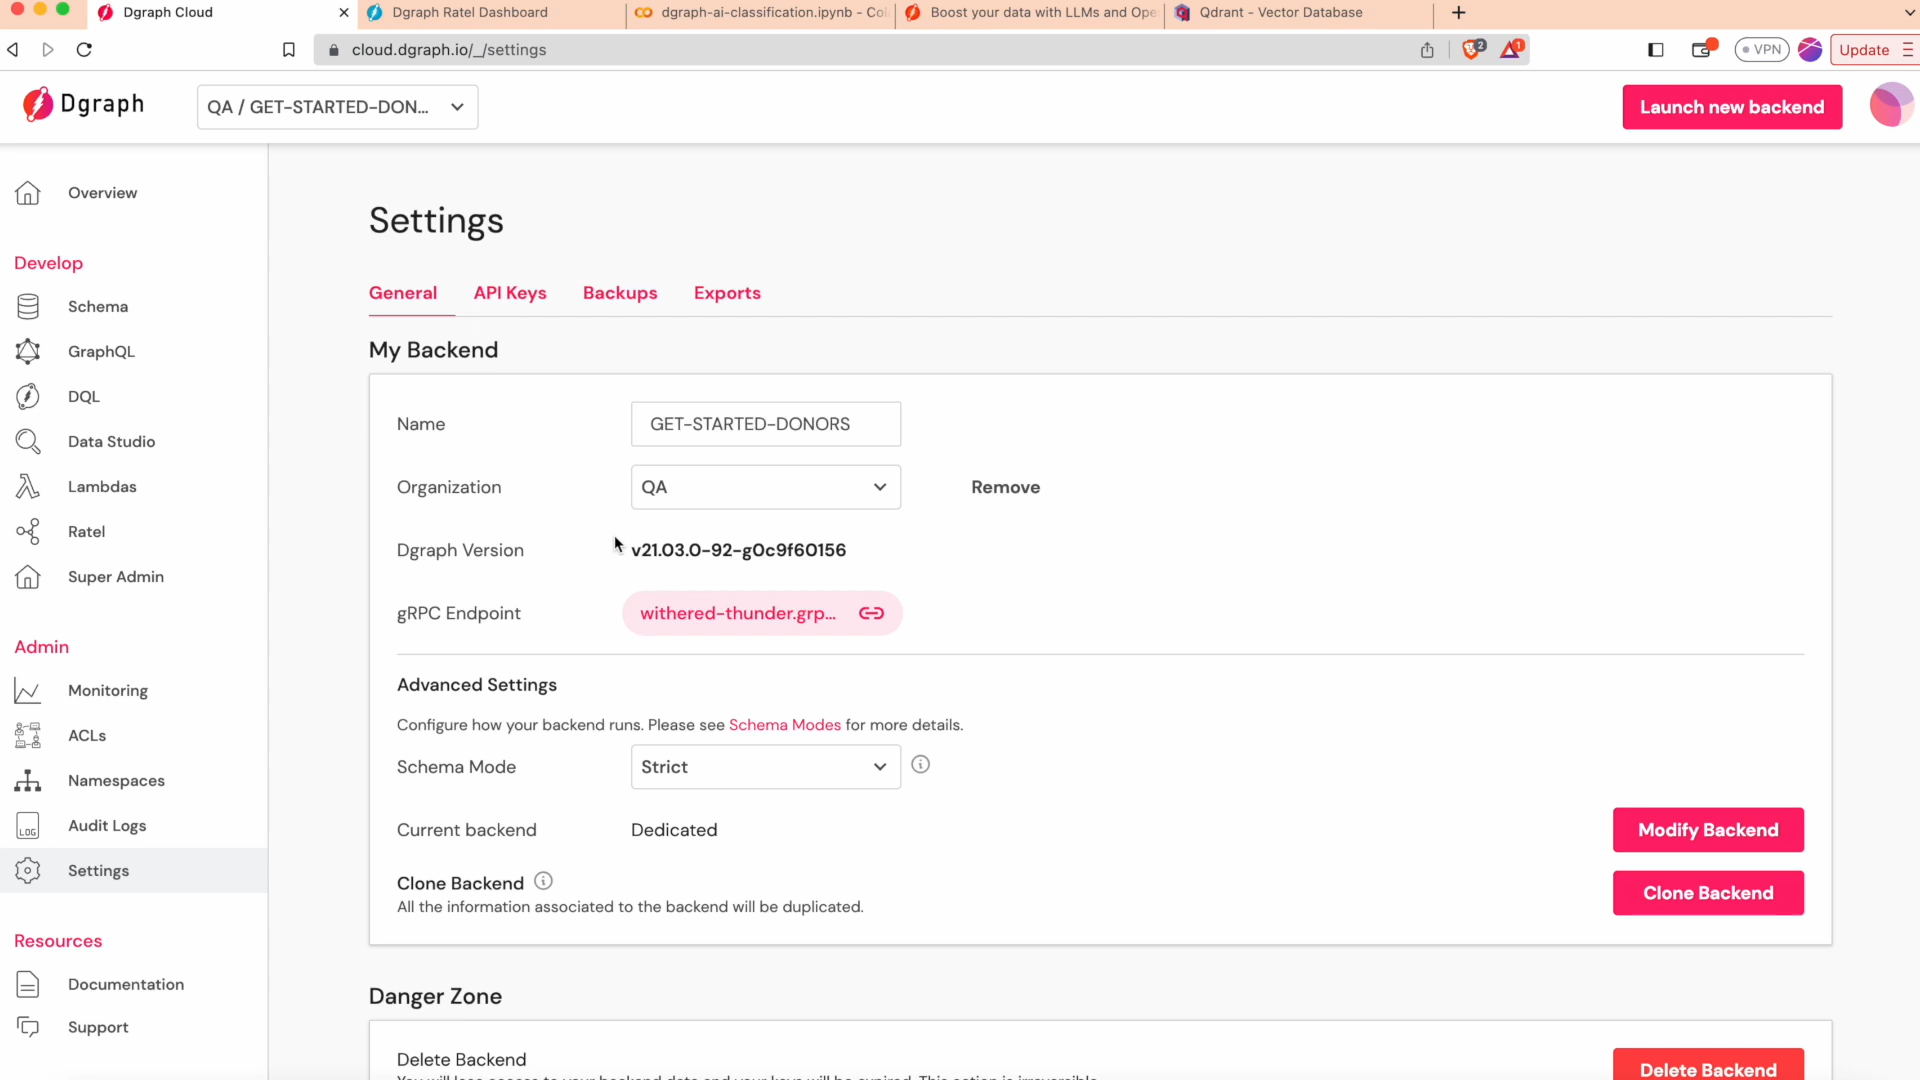 Dgraph Cloud
Dgraph Ratel Dashboard
dgraph-ai-classification.ipynb - Co
Boost your data with LLMs and Ope
Qdrant - Vector Database
cloud.dgraph.io/_/settings
2
1
VPN
Update
Dgraph
QA / GET-STARTED-DON...
Launch new backend
Overview
Develop
Schema
GraphQL
DQL
Data Studio
Lambdas
Ratel
Super Admin
Admin
Monitoring
ACLs
Namespaces
LOG
Audit Logs
Settings
Resources
Documentation
Support
Settings
General
API Keys
Backups
Exports
My Backend
Name
GET-STARTED-DONORS
Organization
QA
Remove
Dgraph Version
v21.03.0-92-g0c9f60156
gRPC Endpoint
withered-thunder.grp...
Advanced Settings
Configure how your backend runs. Please see Schema Modes for more details.
Schema Mode
Strict
Current backend
Dedicated
Modify Backend
Clone Backend
All the information associated to the backend will be duplicated.
Clone Backend
Danger Zone
Delete Backend
Delete Backend